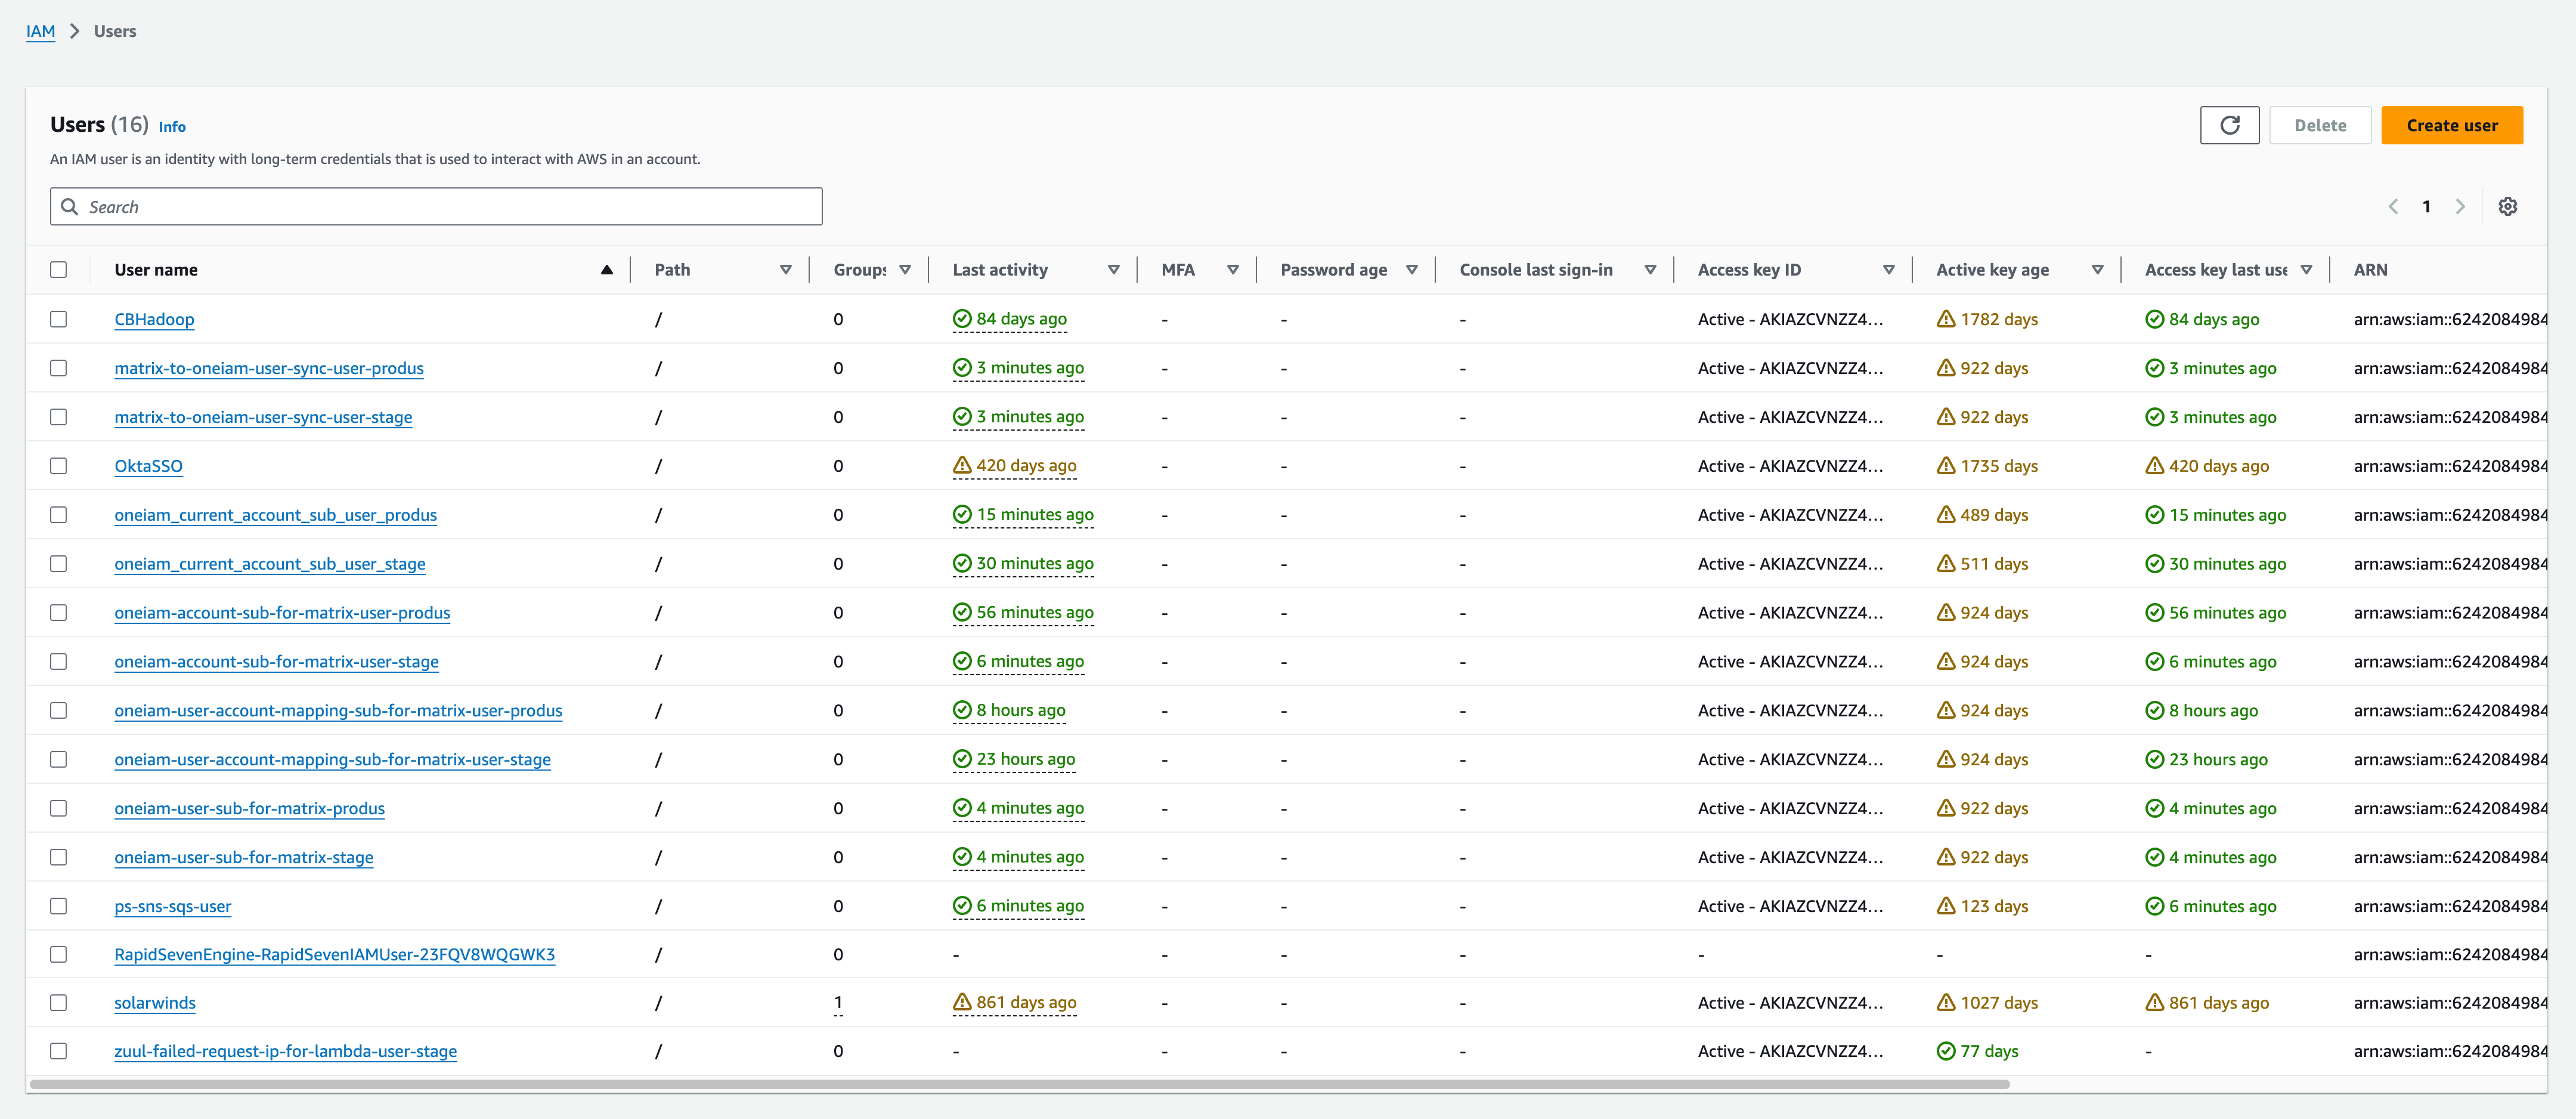 IAM > Users
Users (16) Info
Delete
Create user
An IAM user is an identity with long-term credentials that is used to interact with AWS in an account.
Search
1
User name Path Groups Last activity MFA Password age Console last sign-in Access key ID Active key age Access key last use ARN
CBHadoop / 0 84 days ago - - - Active - AKIAZCVNZZ4... 1782 days 84 days ago arn:aws:iam::6242084984
matrix-to-oneiam-user-sync-user-produs / 0 3 minutes ago - - - Active - AKIAZCVNZZ4... 922 days 3 minutes ago arn:aws:iam::6242084984
matrix-to-oneiam-user-sync-user-stage / 0 3 minutes ago - - - Active - AKIAZCVNZZ4... 922 days 3 minutes ago arn:aws:iam::6242084984
OktaSSO / 0 420 days ago - - - Active - AKIAZCVNZZ4... 1735 days 420 days ago arn:aws:iam::6242084984
oneiam_current_account_sub_user_produs / 0 15 minutes ago - - - Active - AKIAZCVNZZ4... 489 days 15 minutes ago arn:aws:iam::6242084984
oneiam_current_account_sub_user_stage / 0 30 minutes ago - - - Active - AKIAZCVNZZ4... 511 days 30 minutes ago arn:aws:iam::6242084984
oneiam-account-sub-for-matrix-user-produs / 0 56 minutes ago - - - Active - AKIAZCVNZZ4... 924 days 56 minutes ago arn:aws:iam::6242084984
oneiam-account-sub-for-matrix-user-stage / 0 6 minutes ago - - - Active - AKIAZCVNZZ4... 924 days 6 minutes ago arn:aws:iam::6242084984
oneiam-user-account-mapping-sub-for-matrix-user-produs / 0 8 hours ago - - - Active - AKIAZCVNZZ4... 924 days 8 hours ago arn:aws:iam::6242084984
oneiam-user-account-mapping-sub-for-matrix-user-stage / 0 23 hours ago - - - Active - AKIAZCVNZZ4... 924 days 23 hours ago arn:aws:iam::6242084984
oneiam-user-sub-for-matrix-produs / 0 4 minutes ago - - - Active - AKIAZCVNZZ4... 922 days 4 minutes ago arn:aws:iam::6242084984
oneiam-user-sub-for-matrix-stage / 0 4 minutes ago - - - Active - AKIAZCVNZZ4... 922 days 4 minutes ago arn:aws:iam::6242084984
ps-sns-sqs-user / 0 6 minutes ago - - - Active - AKIAZCVNZZ4... 123 days 6 minutes ago arn:aws:iam::6242084984
RapidSevenEngine-RapidSevenIAMUser-23FQV8WQGWK3 / 0 - - - - - - - arn:aws:iam::6242084984
solarwinds / 1 861 days ago - - - Active - AKIAZCVNZZ4... 1027 days 861 days ago arn:aws:iam::6242084984
zuul-failed-request-ip-for-lambda-user-stage / 0 - - - - Active - AKIAZCVNZZ4... 77 days - arn:aws:iam::6242084984